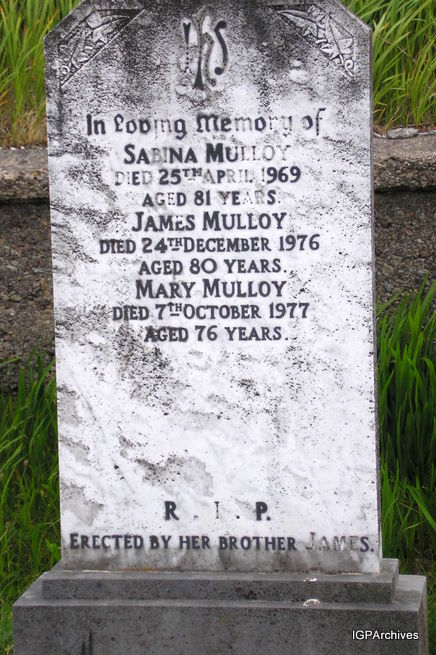 IHS
In Loving Memory of
SABINA MULLOY
DIED 25TH APRIL 1969
AGED 81 YEARS.
JAMES MULLOY
DIED 24TH DECEMBER 1976
AGED 80 YEARS.
MARY MULLOY
DIED 7TH OCTOBER 1977
AGED 76 YEARS.
R. I. P.
ERECTED BY HER BROTHER JAMES.
IGPArchives